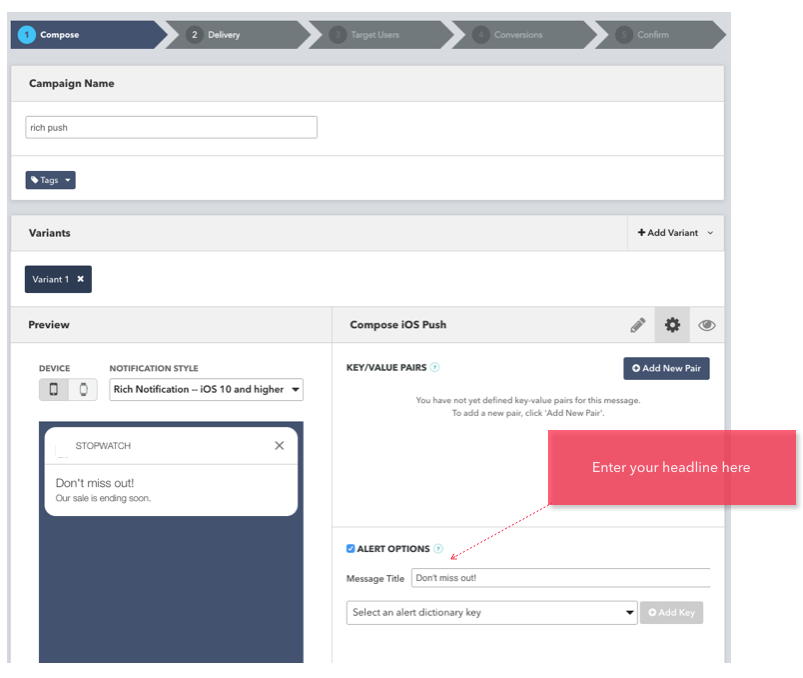 1 Compose
2 Delivery
3 Target Users
4 Conversions
5 Confirm
Campaign Name
rich push
Tags
Variants
+ Add Variant
Variant 1 ×
Preview
Compose iOS Push
DEVICE
NOTIFICATION STYLE
Rich Notification -- iOS 10 and higher
KEY/VALUE PAIRS ?
Add New Pair
You have not yet defined key-value pairs for this message.
To add a new pair, click 'Add New Pair'.
STOPWATCH
Don't miss out!
Our sale is ending soon.
Enter your headline here
ALERT OPTIONS ?
Message Title
Don't miss out!
Select an alert dictionary key
Add Key